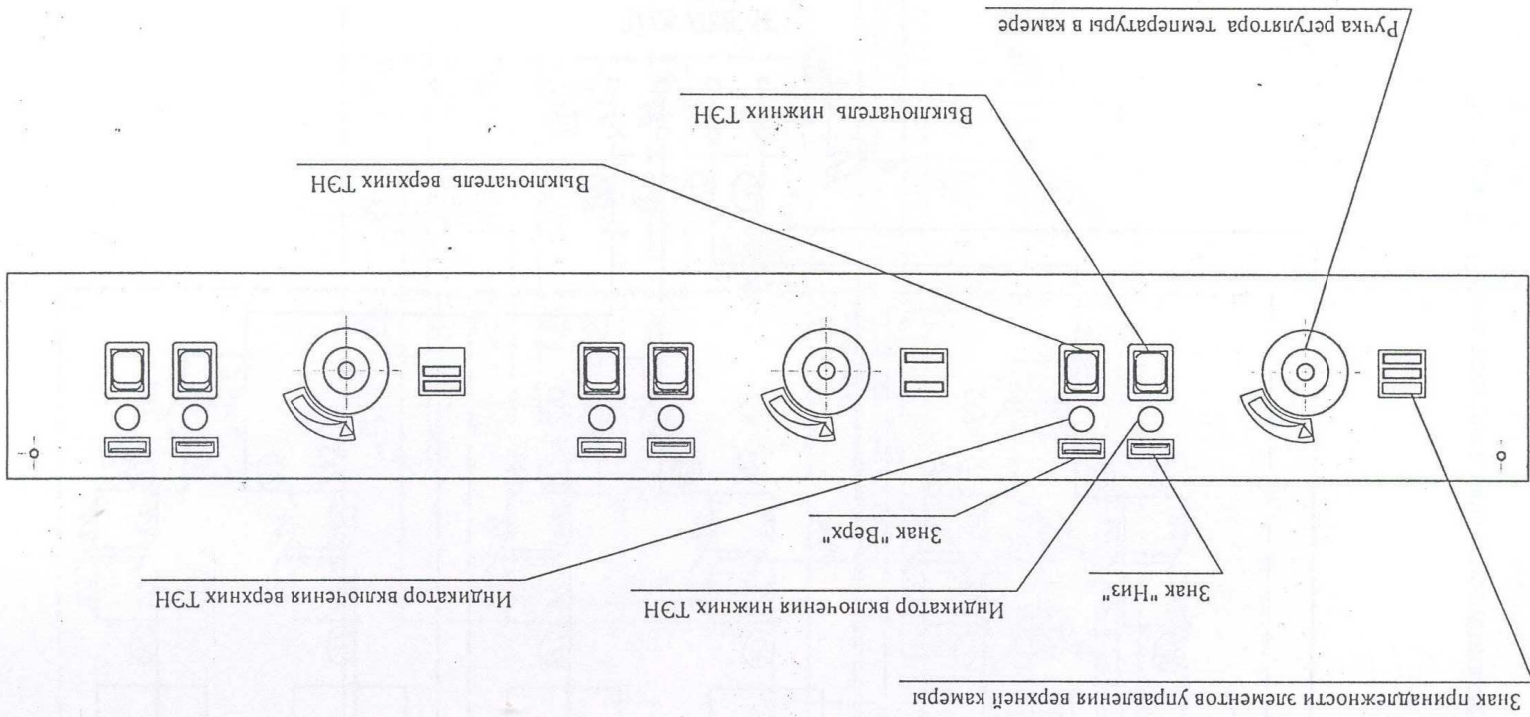 Знак принадлежности элементов управления верхней камеры
Знак "Низ"
Индикатор включения нижних ТЭН
Индикатор включения верхних ТЭН
Знак "Верх"
Выключатель верхних ТЭН
Выключатель нижних ТЭН
Ручка регулятора температуры в камере